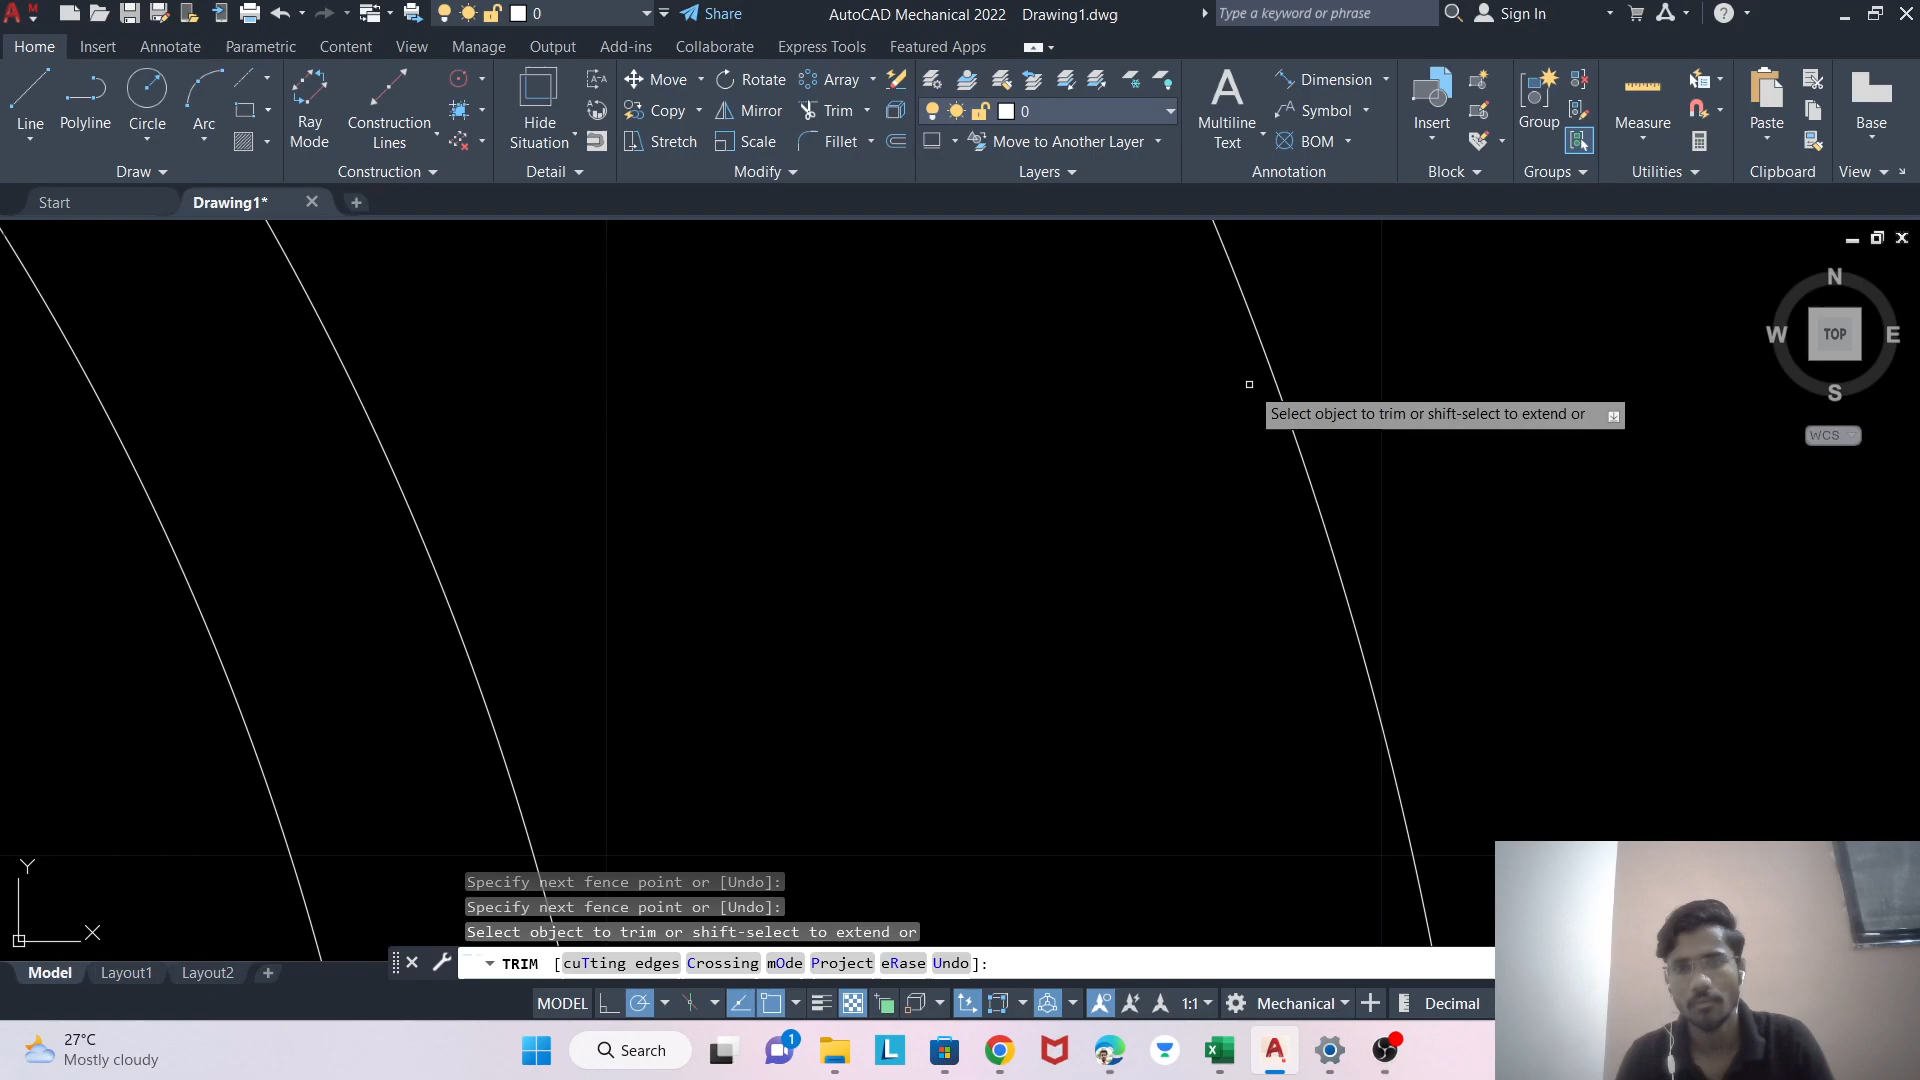 0
Share
AutoCAD Mechanical 2022 Drawing1.dwg
Type a keyword or phrase
Sign In
Home Insert Annotate Parametric Content View Manage Output Add-ins Collaborate Express Tools Featured Apps
Line
Polyline
Circle
Arc
Draw
Ray
Mode
Construction
Lines
Construction
Hide
Situation
Detail
Move Rotate Array
Copy Mirror Trim
Stretch Scale Fillet
Modify
0
Move to Another Layer
Layers
Multiline
Text
Dimension
Symbol
BOM
Annotation
Insert
Block
Group
Groups
Measure
Utilities
Paste
Clipboard
Base
View
Start
Drawing1*
N
W TOP E
S
WCS
Select object to trim or shift-select to extend or
Y
X
Specify next fence point or [Undo]:
Specify next fence point or [Undo]:
Select object to trim or shift-select to extend or
TRIM [cuTting edges Crossing mOde Project eRase Undo]:
Model Layout1 Layout2
MODEL
1:1
Mechanical
Decimal
27°C
Mostly cloudy
Search
1